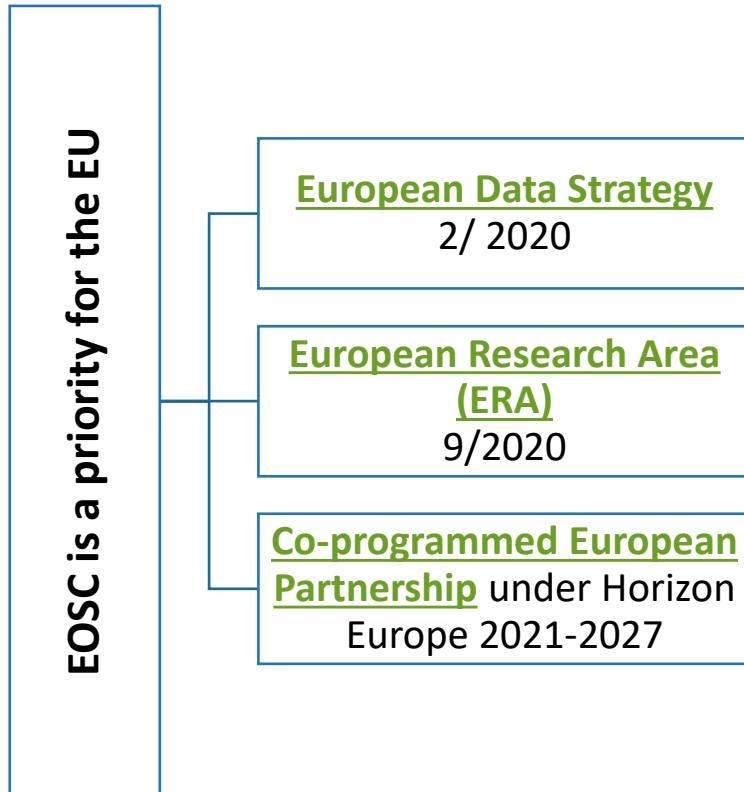 EOSC is a priority for the EU
European Data Strategy
2/ 2020
European Research Area
(ERA)
9/2020
Co-programmed European
Partnership under Horizon
Europe 2021-2027